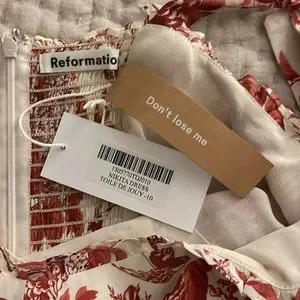 Reformatio
Don't lose me
NIKITA DRESS
TOILE DE JOUY -10